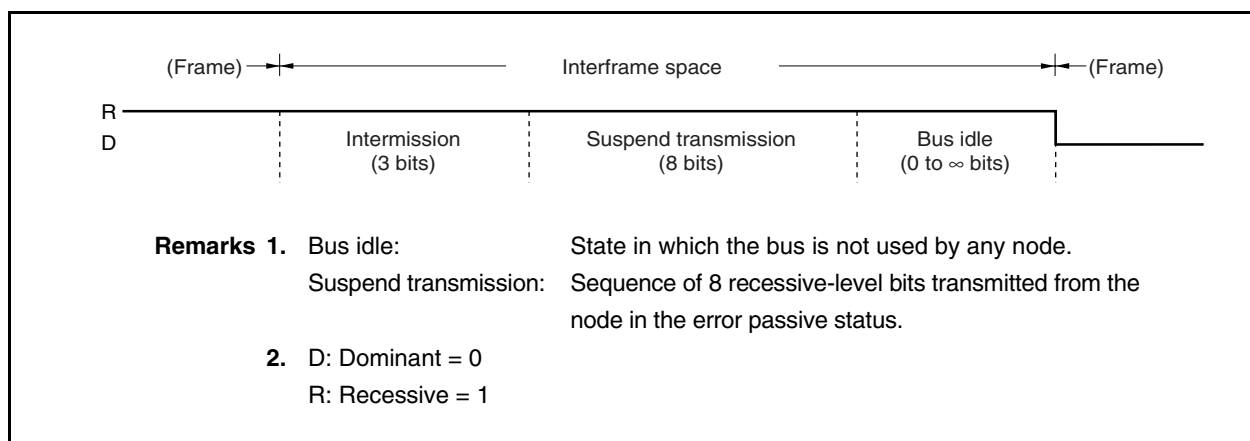 (Frame) Interframe space (Frame)
R
D
Intermission Suspend transmission Bus idle
(3 bits) (8 bits) (0 to ∞ bits)
Remarks 1. Bus idle: State in which the bus is not used by any node.
Suspend transmission: Sequence of 8 recessive-level bits transmitted from the
node in the error passive status.
2. D: Dominant = 0
R: Recessive = 1